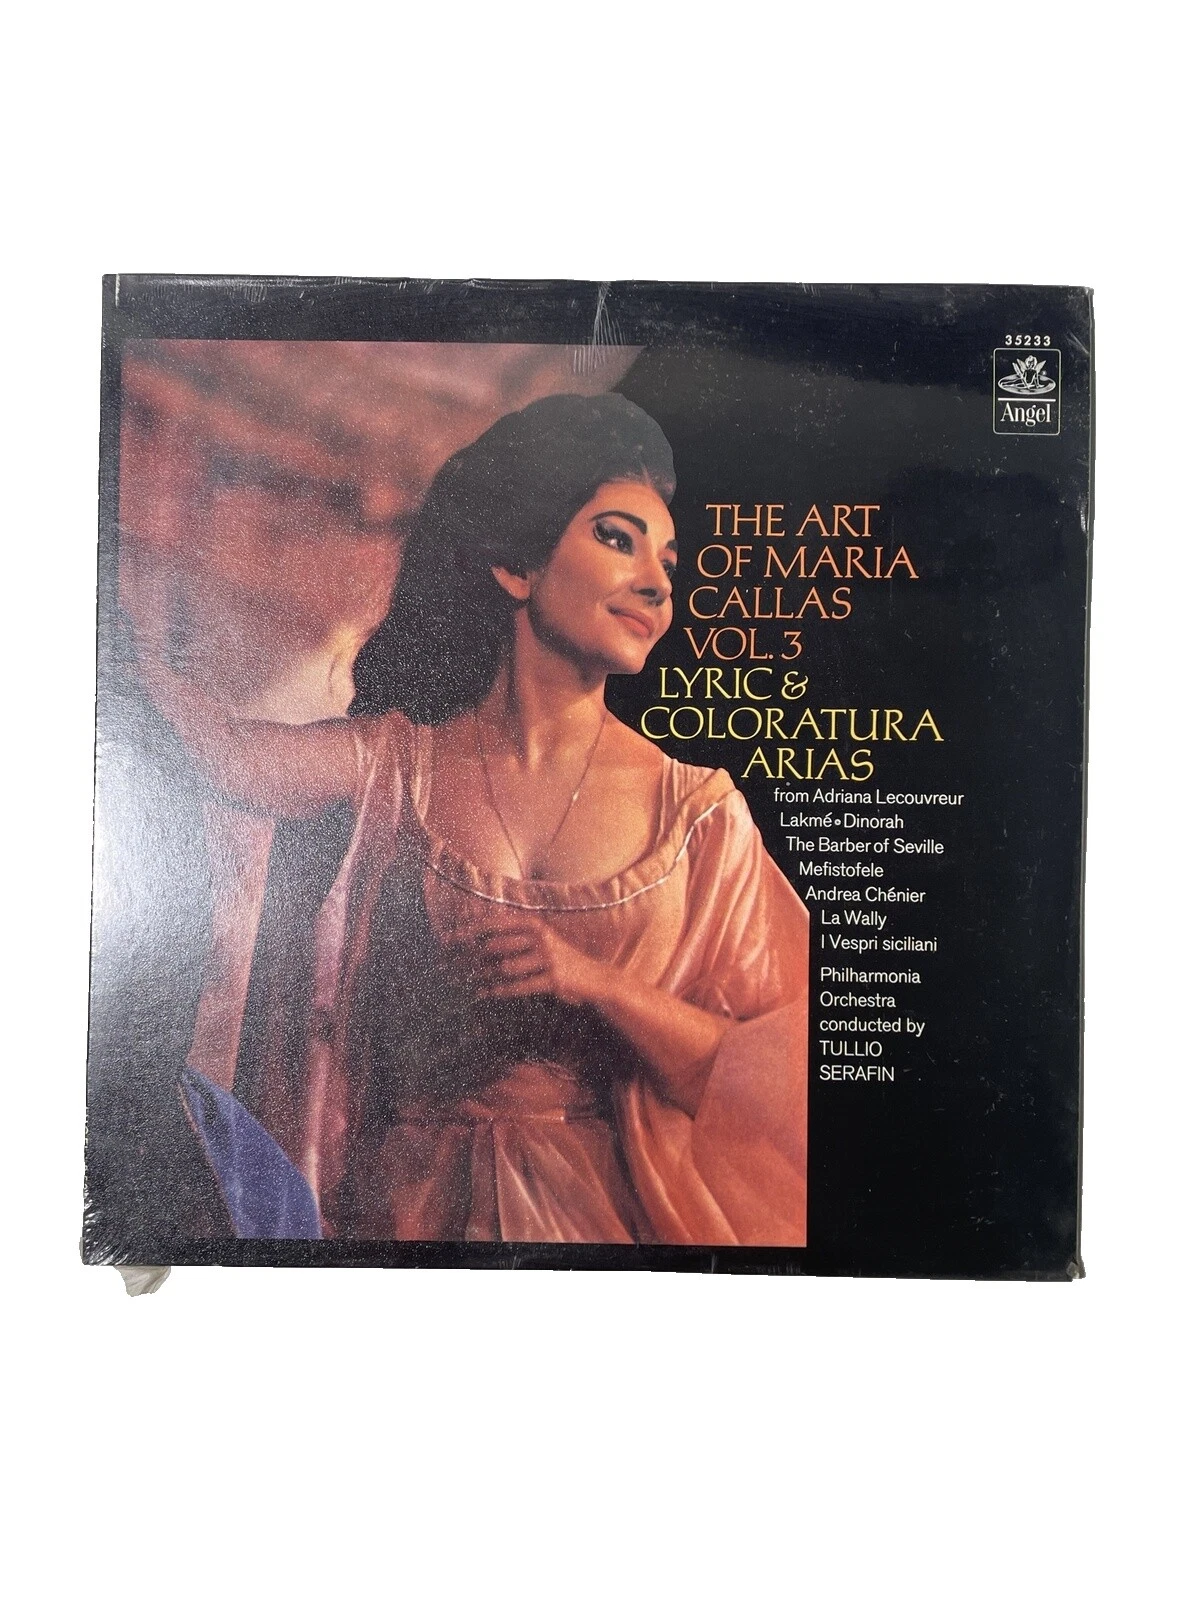 35233
Angel
THE ART
OF MARIA
CALLAS
VOL. 3
LYRIC &
COLORATURA
ARIAS
from Adriana Lecouvreur
Lakmé • Dinorah
The Barber of Seville
Mefistofele
Andrea Chénier
La Wally
I Vespri siciliani
Philharmonia
Orchestra
conducted by
TULLIO
SERAFIN